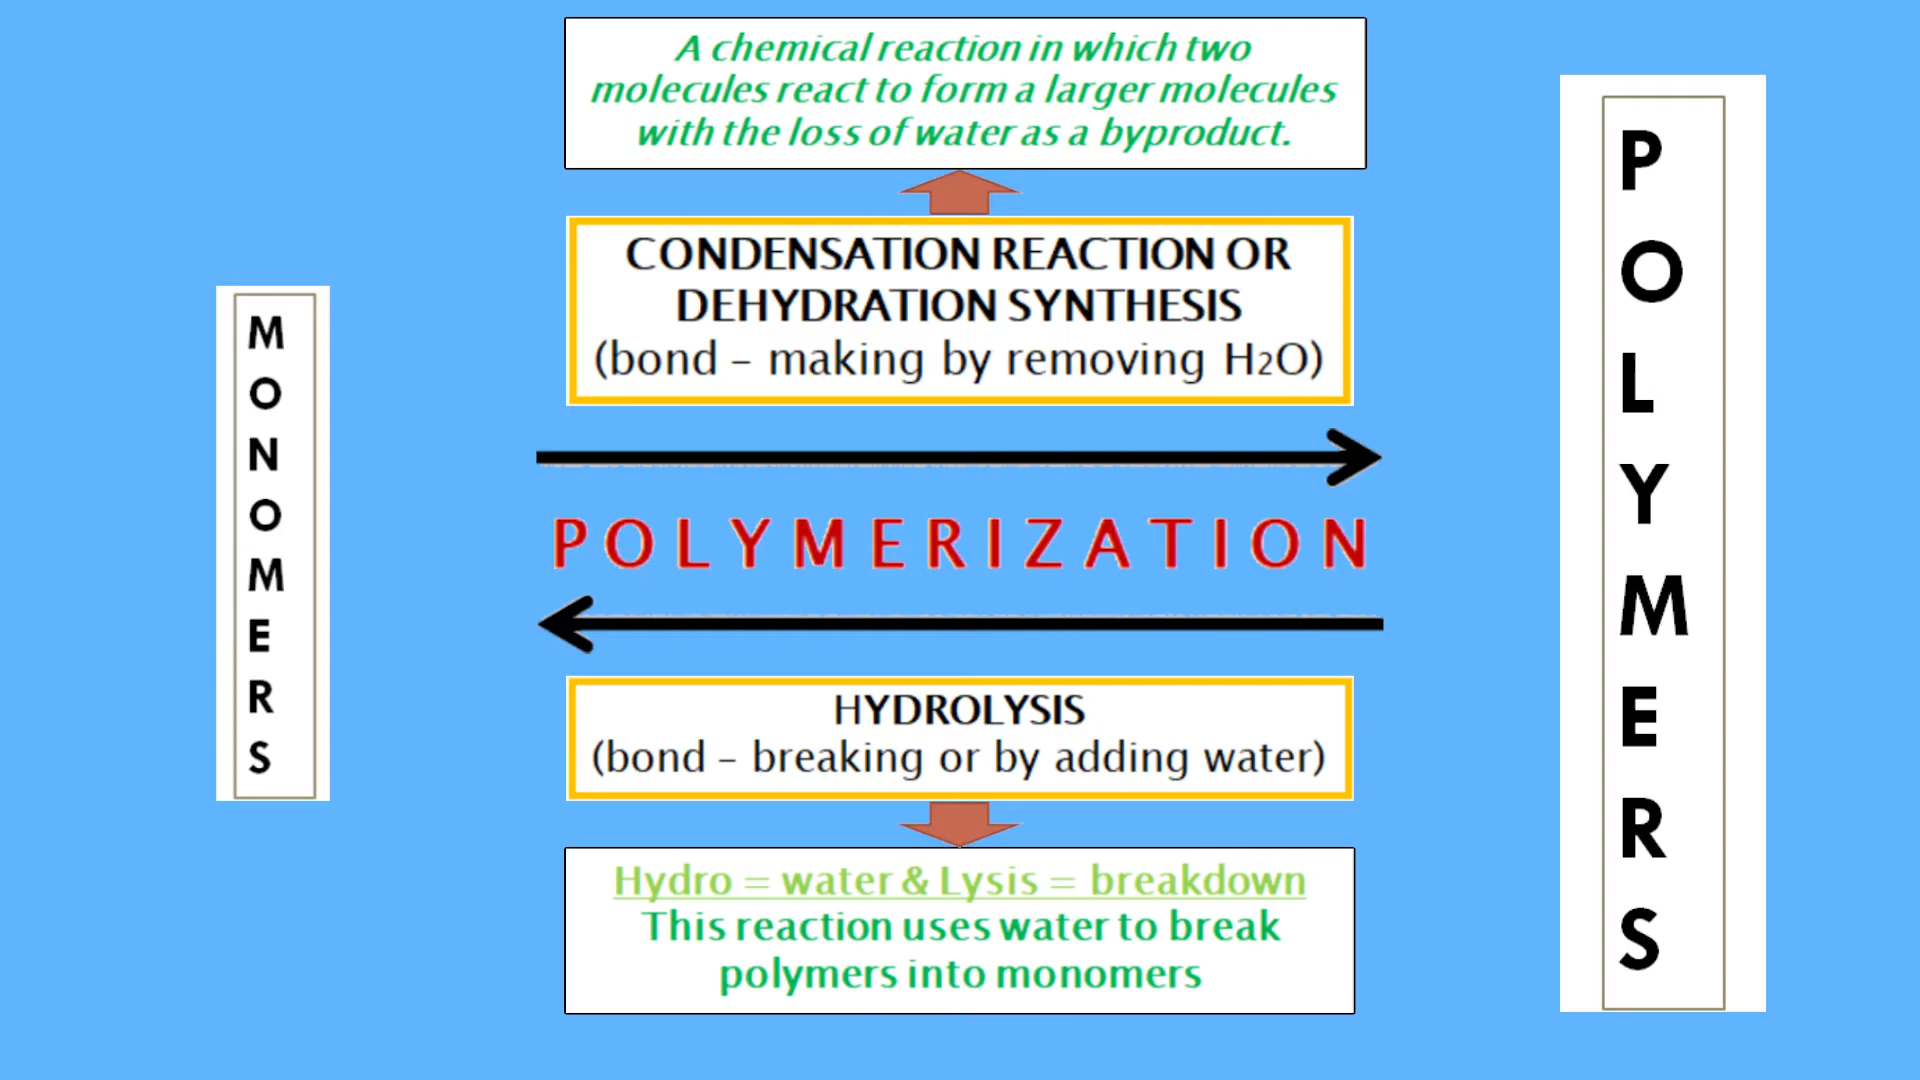 A chemical reaction in which two
molecules react to form a larger molecules
with the loss of water as a byproduct.
CONDENSATION REACTION OR
DEHYDRATION SYNTHESIS
(bond – making by removing H2O)
MONOMERS
POLYMERIZATION
POLYMERS
HYDROLYSIS
(bond – breaking or by adding water)
Hydro = water & Lysis = breakdown
This reaction uses water to break
polymers into monomers